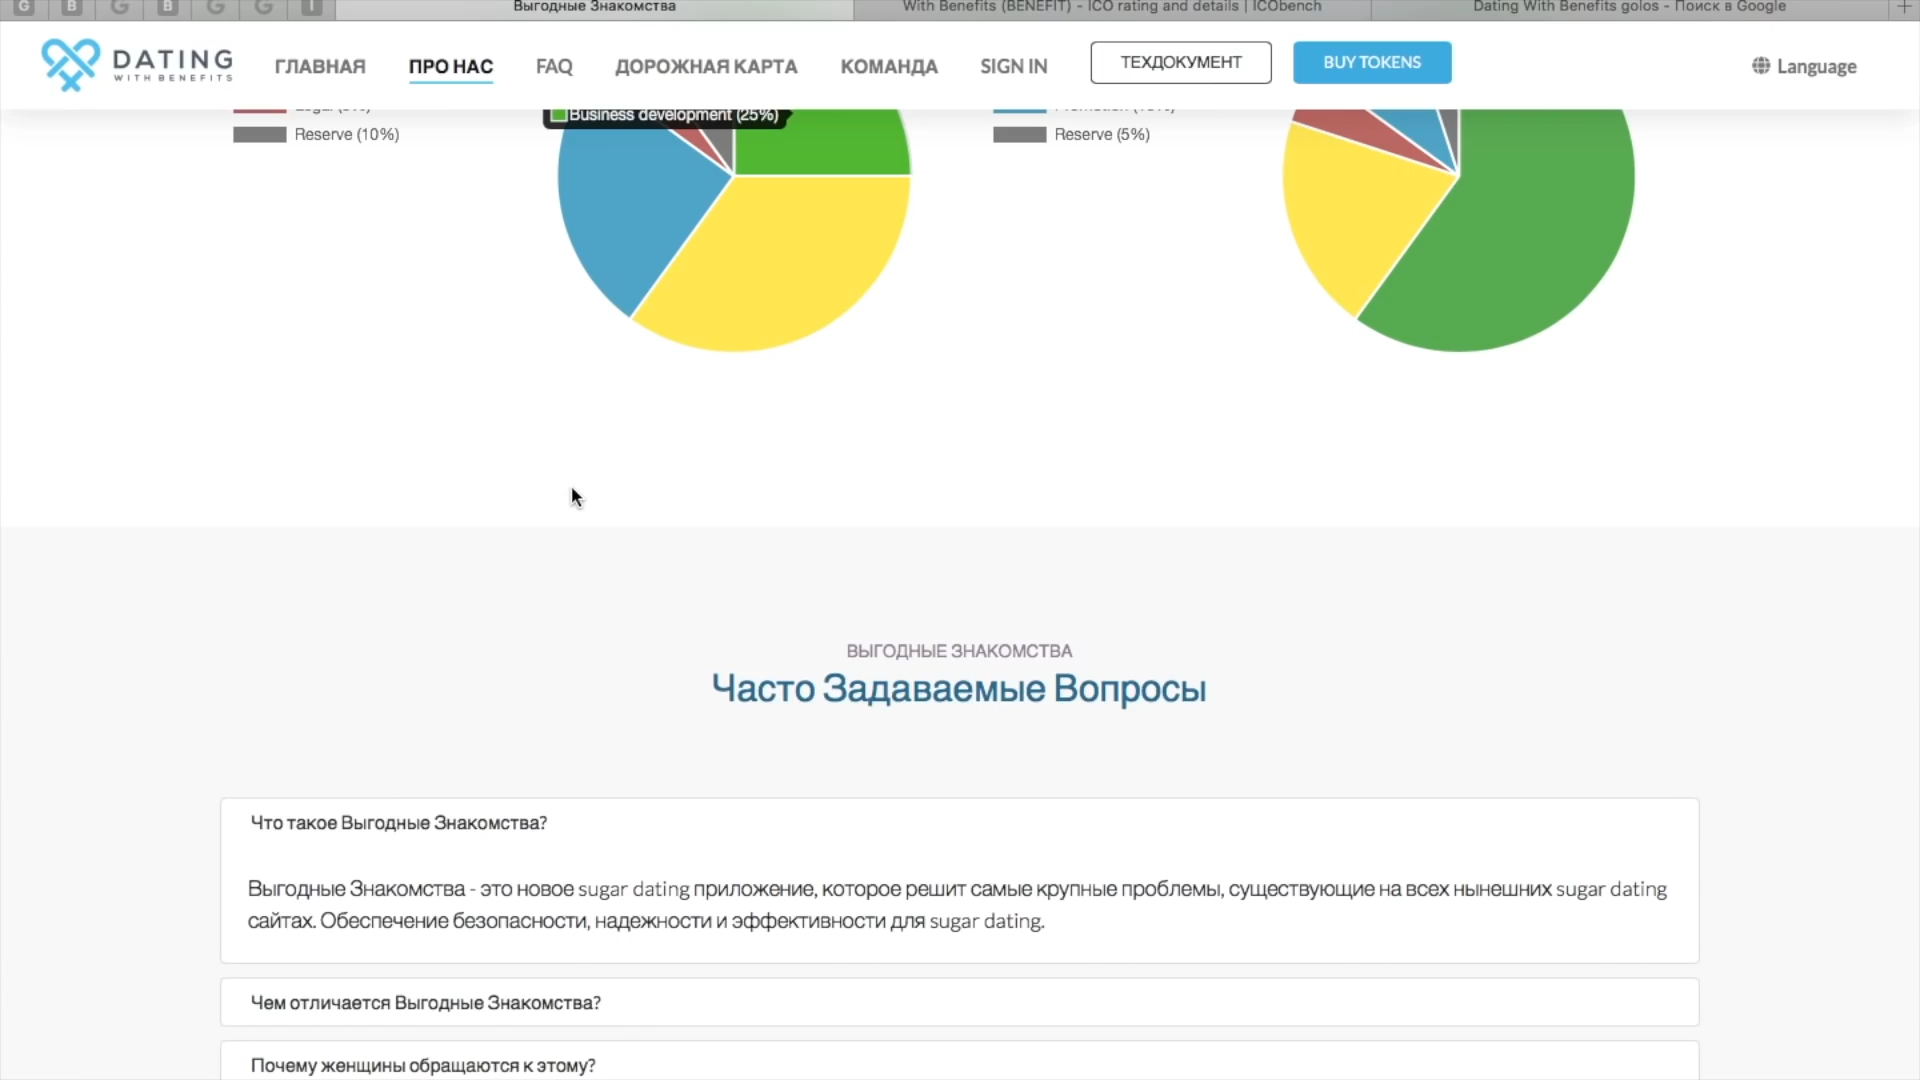 G B G B G G I Выгодные Знакомства With Benefits (BENEFIT) - ICO rating and details | ICObench Dating With Benefits golos - Поиск в Google +
DATING
WITH BENEFITS
ГЛАВНАЯ ПРО НАС FAQ ДОРОЖНАЯ КАРТА КОМАНДА SIGN IN ТЕХДОКУМЕНТ BUY TOKENS Language
Business development (25%)
Reserve (10%) Reserve (5%)
ВЫГОДНЫЕ ЗНАКОМСТВА
Часто Задаваемые Вопросы
Что такое Выгодные Знакомства?
Выгодные Знакомства - это новое sugar dating приложение, которое решит самые крупные проблемы, существующие на всех нынешних sugar dating
сайтах. Обеспечение безопасности, надежности и эффективности для sugar dating.
Чем отличается Выгодные Знакомства?
Почему женщины обращаются к этому?